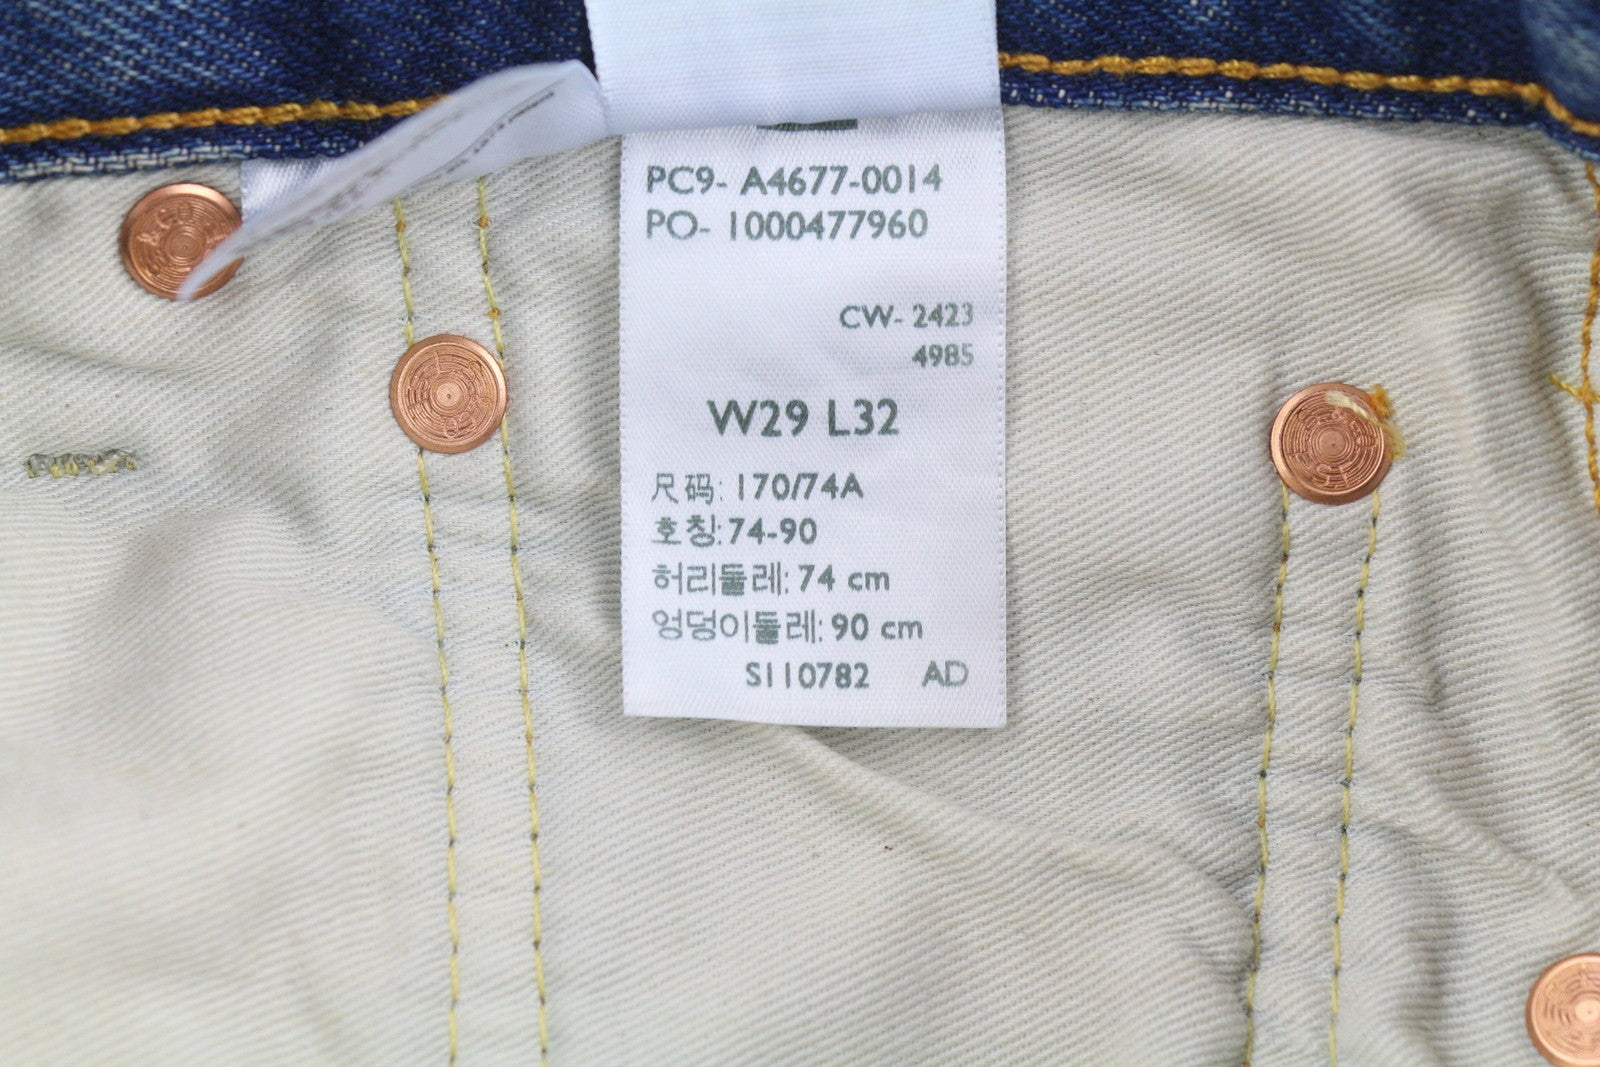 PC9- A4677-0014
PO- 1000477960
CW- 2423
4985
W29 L32
尺码: 170/74A
호칭: 74-90
허리둘레: 74 cm
엉덩이둘레: 90 cm
S110782 AD